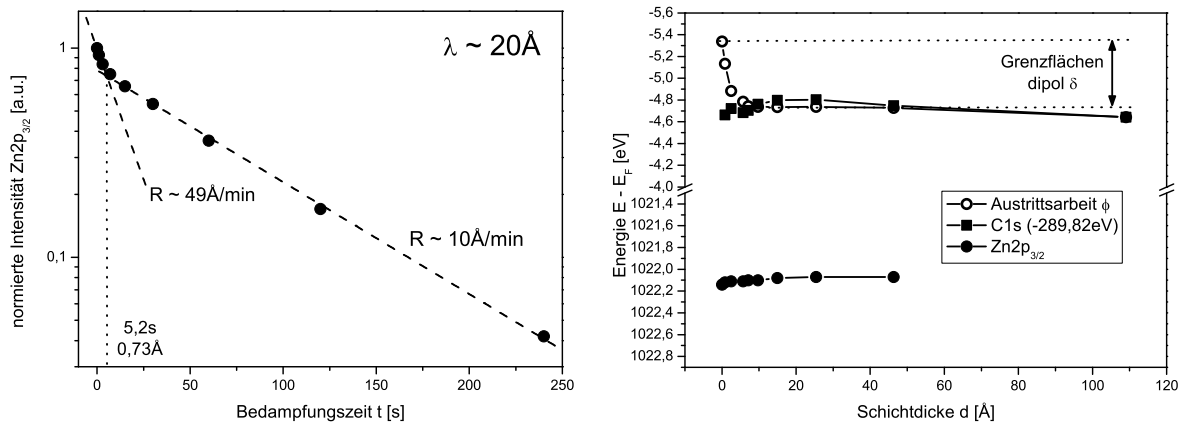 normierte Intensität Zn2p3/2 [a.u.]
1
0,1
λ ~ 20Å
R ~ 49Å/min
R ~ 10Å/min
5,2s
0,73Å
0
50
100
150
200
250
Bedampfungszeit t [s]
Energie E - EF [eV]
-5,6
-5,4
-5,2
-5,0
-4,8
-4,6
-4,4
-4,2
-4,0
1021,4
1021,6
1021,8
1022,0
1022,2
1022,4
1022,6
1022,8
Grenzflächen
dipol δ
Austrittsarbeit ϕ
C1s (-289,82eV)
Zn2p3/2
0
20
40
60
80
100
120
Schichtdicke d [Å]